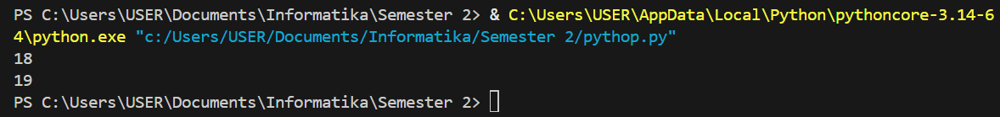 PS C:\Users\USER\Documents\Informatika\Semester 2> & C:\Users\USER\AppData\Local\Python\pythoncore-3.14-6
4\python.exe "c:/Users/USER/Documents/Informatika/Semester 2/pythop.py"
18
19
PS C:\Users\USER\Documents\Informatika\Semester 2>